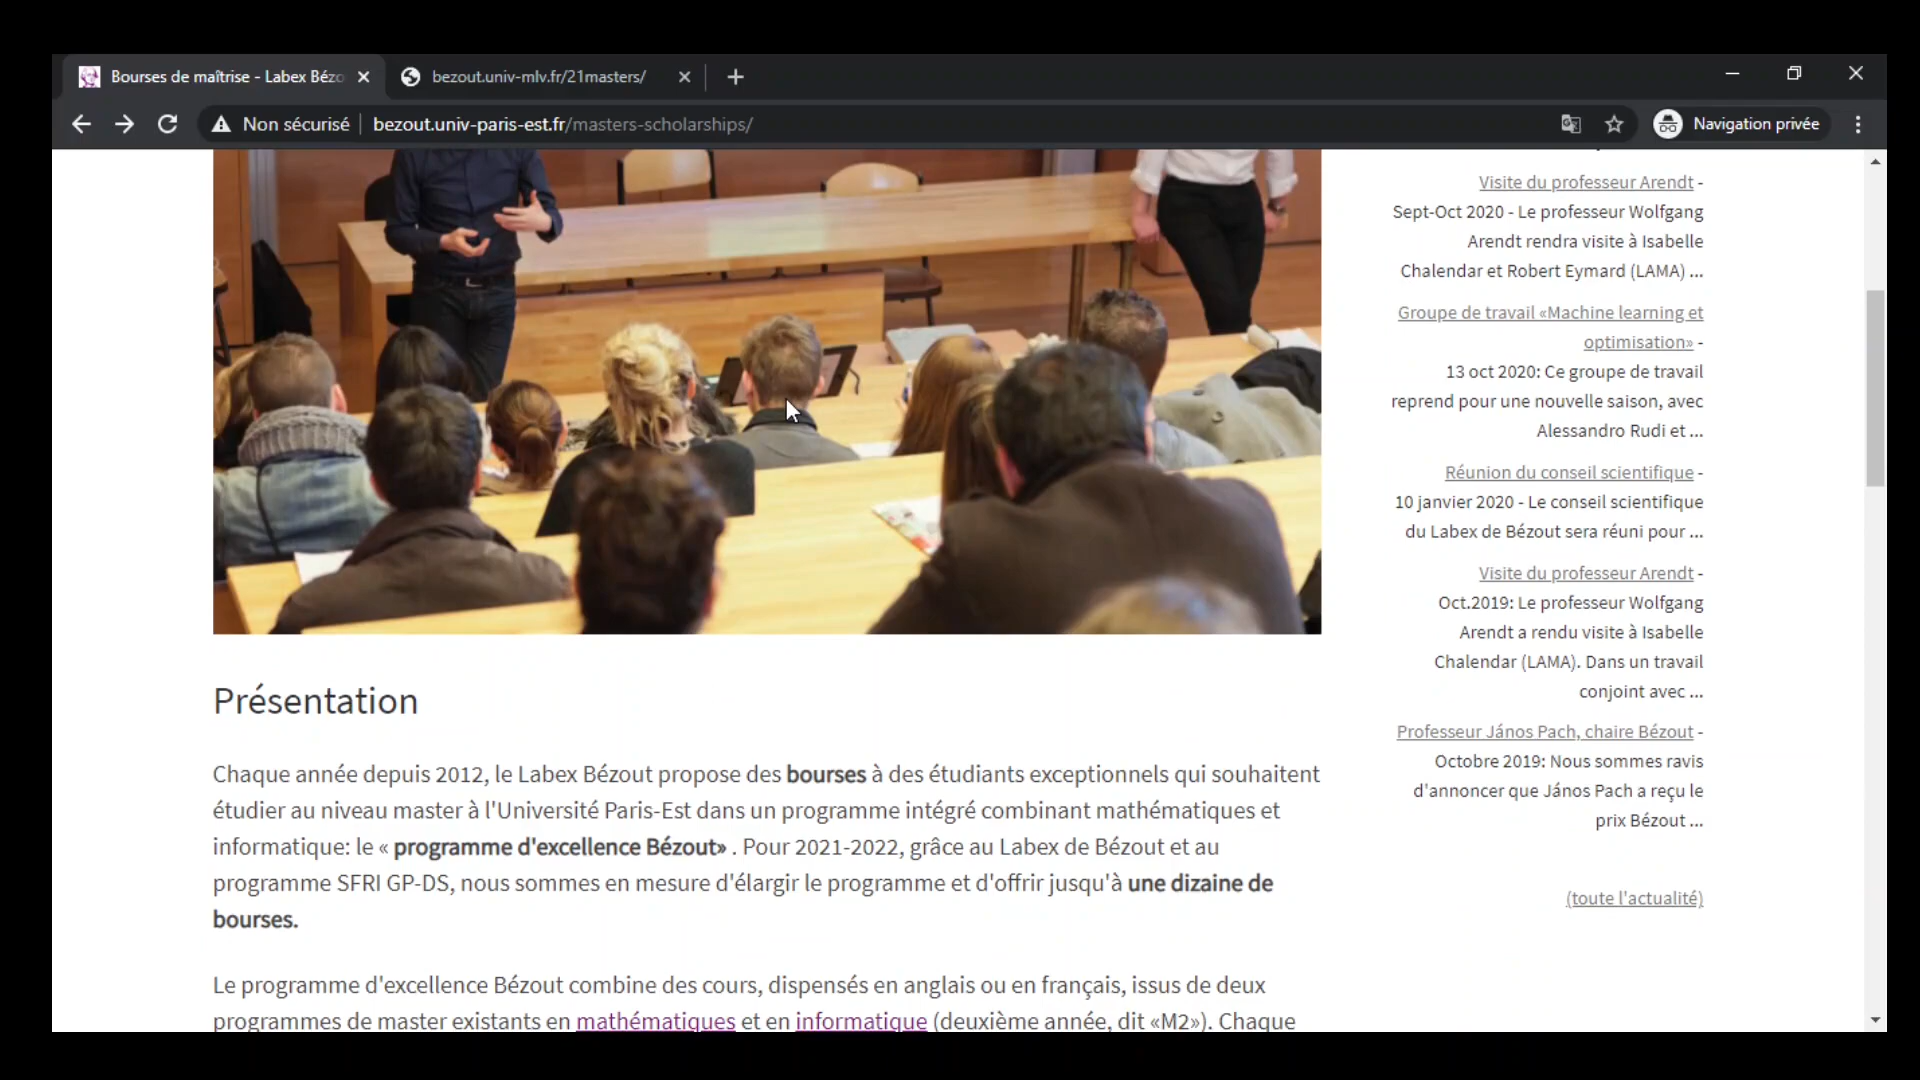 Bourses de maîtrise - Labex Bézo
bezout.univ-mlv.fr/21masters/
Non sécurisé
bezout.univ-paris-est.fr/masters-scholarships/
Navigation privée
Présentation
Chaque année depuis 2012, le Labex Bézout propose des bourses à des étudiants exceptionnels qui souhaitent
étudier au niveau master à l'Université Paris-Est dans un programme intégré combinant mathématiques et
informatique: le « programme d'excellence Bézout» . Pour 2021-2022, grâce au Labex de Bézout et au
programme SFRI GP-DS, nous sommes en mesure d'élargir le programme et d'offrir jusqu'à une dizaine de
bourses.
Le programme d'excellence Bézout combine des cours, dispensés en anglais ou en français, issus de deux
programmes de master existants en mathématiques et en informatique (deuxième année, dit «M2»). Chaque
Visite du professeur Arendt -
Sept-Oct 2020 - Le professeur Wolfgang
Arendt rendra visite à Isabelle
Chalendar et Robert Eymard (LAMA) ...
Groupe de travail «Machine learning et
optimisation» -
13 oct 2020: Ce groupe de travail
reprend pour une nouvelle saison, avec
Alessandro Rudi et ...
Réunion du conseil scientifique -
10 janvier 2020 - Le conseil scientifique
du Labex de Bézout sera réuni pour ...
Visite du professeur Arendt -
Oct.2019: Le professeur Wolfgang
Arendt a rendu visite à Isabelle
Chalendar (LAMA). Dans un travail
conjoint avec ...
Professeur János Pach, chaire Bézout -
Octobre 2019: Nous sommes ravis
d'annoncer que János Pach a reçu le
prix Bézout ...
(toute l'actualité)